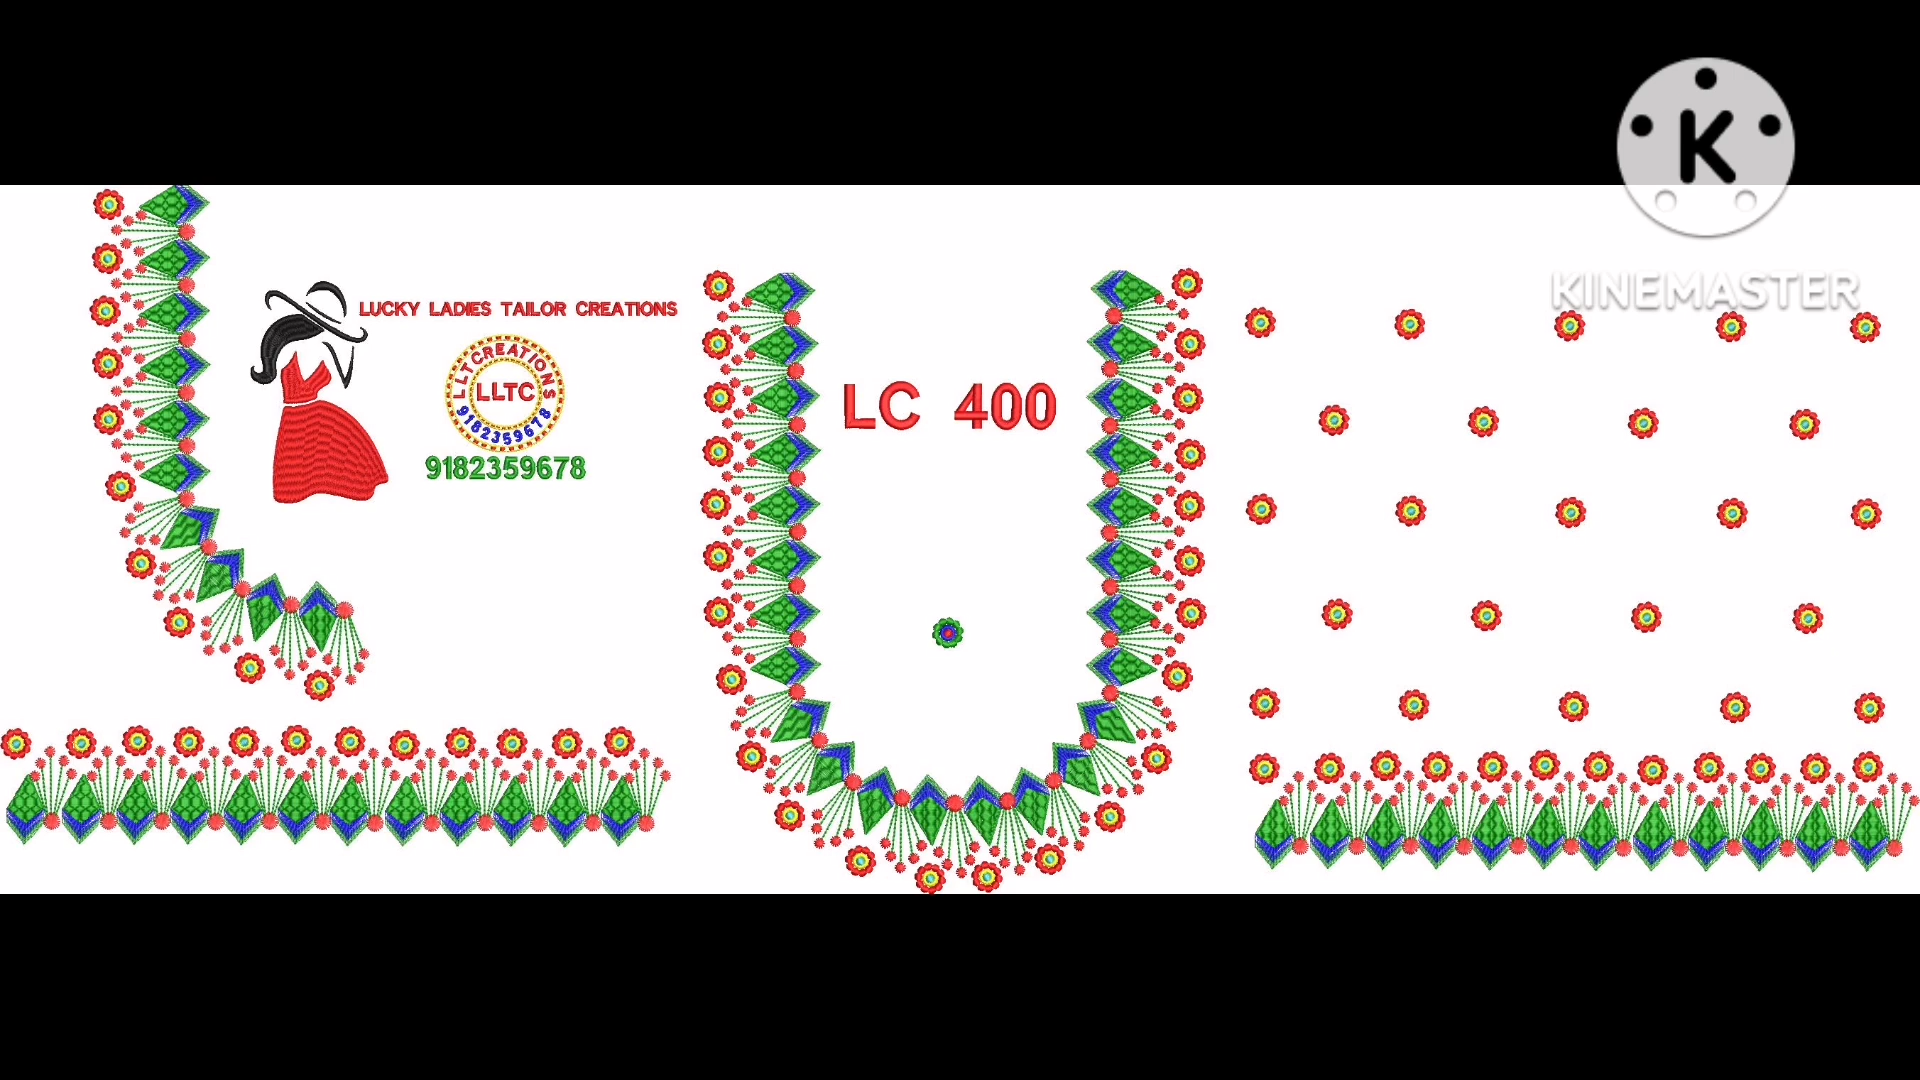 K
KINEMASTER
LUCKY LADIES TAILOR CREATIONS
LLTCREATIONS
LLTC
9182359678
9182359678
LC 400